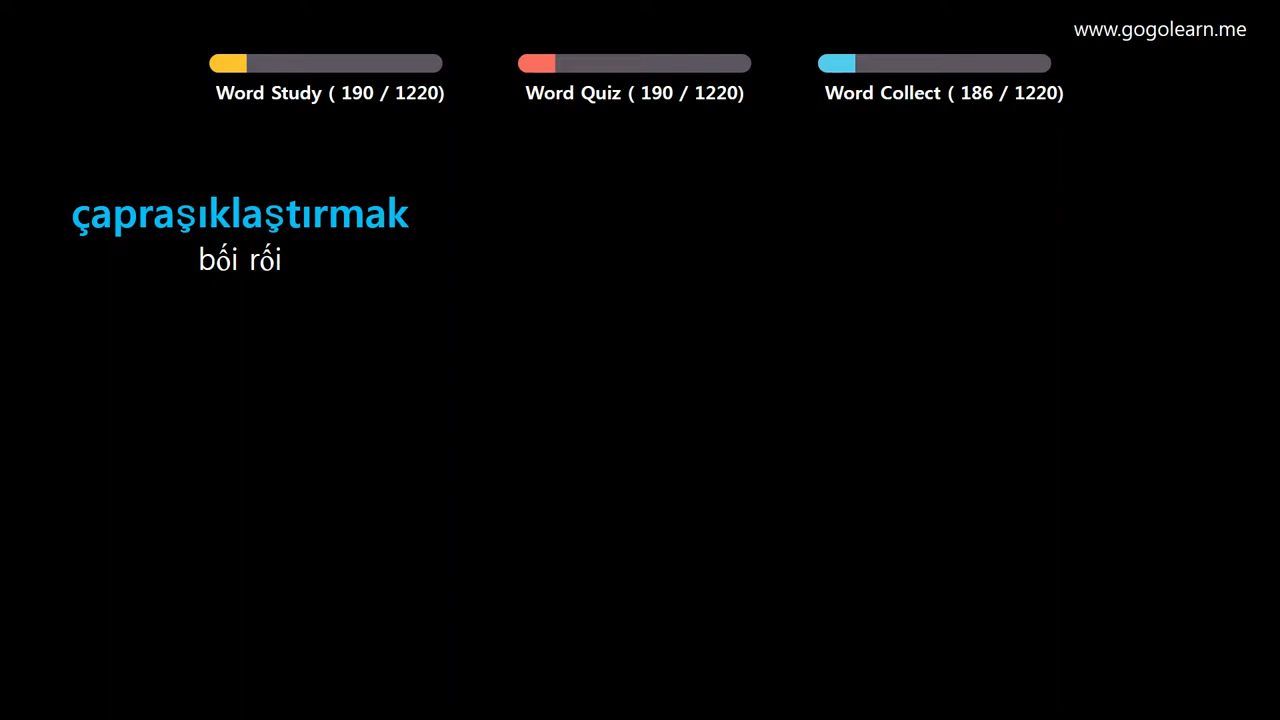 www.gogolearn.me
Word Study ( 190 / 1220)
Word Quiz ( 190 / 1220)
Word Collect ( 186 / 1220)
çapraşıklaştırmak
bối rối